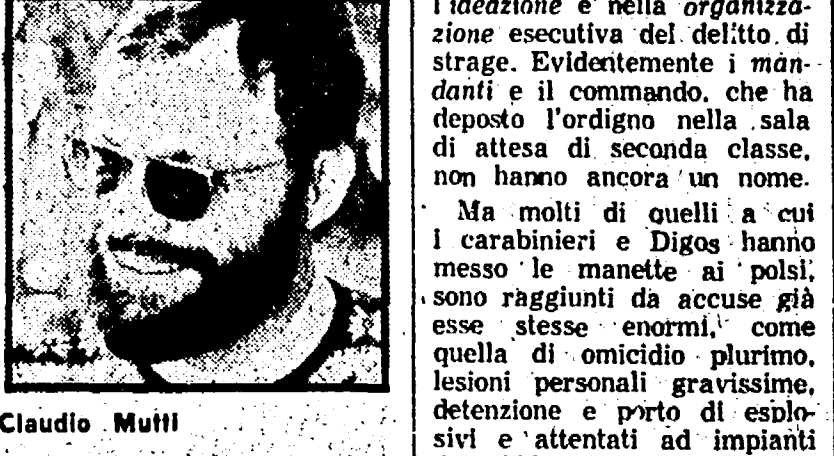 Claudio Mutti
l'ideazione e nella organizza-
zione esecutiva del delitto di
strage. Evidentemente i man-
danti e il commando, che ha
deposto l'ordigno nella sala
di attesa di seconda classe,
non hanno ancora un nome.
Ma molti di quelli a cui
i carabinieri e Digos hanno
messo le manette ai polsi,
sono raggiunti da accuse già
esse stesse enormi, come
quella di omicidio plurimo,
lesioni personali gravissime,
detenzione e porto di esplo-
sivi e attentati ad impianti